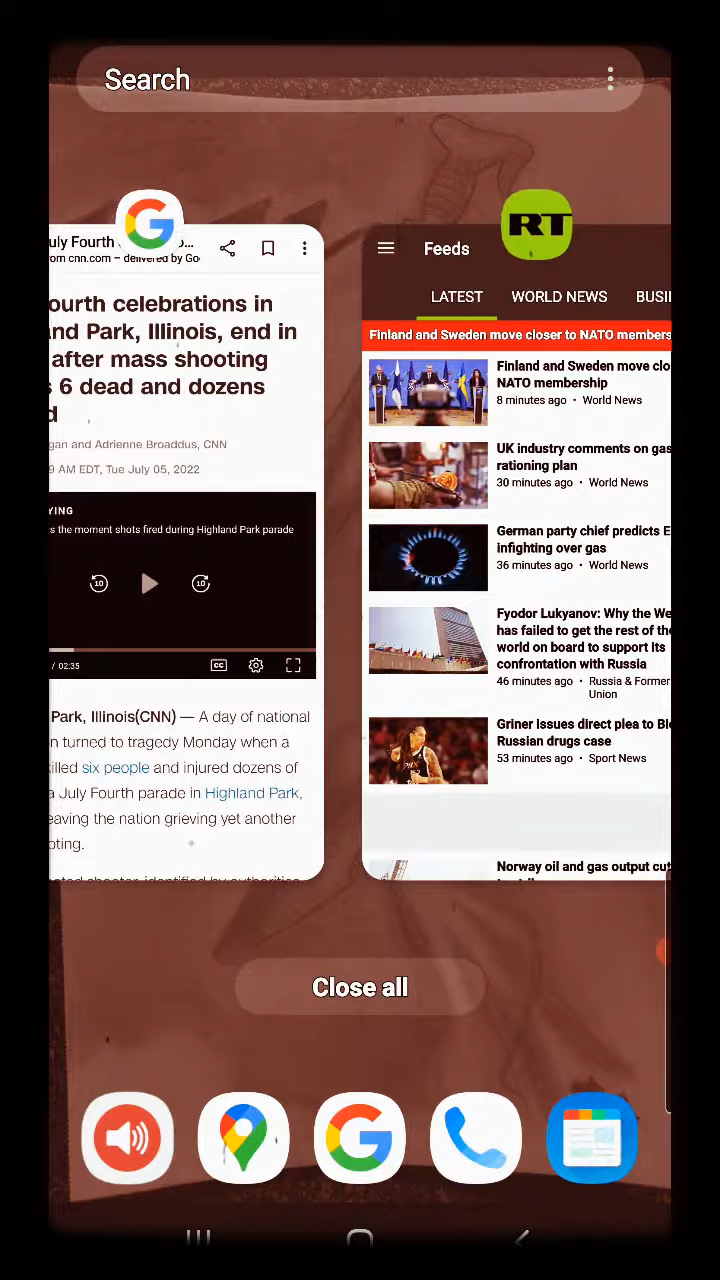 Search
RT
uly Fourth
om cnn.com – delivered by Go
ourth celebrations in
nd Park, Illinois, end in
after mass shooting
s 6 dead and dozens
d
gan and Adrienne Broaddus, CNN
9 AM EDT, Tue July 05, 2022
YING
s the moment shots fired during Highland Park parade
10
10
/ 02:35
CC
Park, Illinois(CNN) — A day of national
n turned to tragedy Monday when a
killed six people and injured dozens of
a July Fourth parade in Highland Park,
eaving the nation grieving yet another
oting.
Feeds
LATEST
WORLD NEWS
BUSI
Finland and Sweden move closer to NATO members
Finland and Sweden move clo
NATO membership
8 minutes ago • World News
UK industry comments on gas
rationing plan
30 minutes ago • World News
German party chief predicts E
infighting over gas
36 minutes ago • World News
Fyodor Lukyanov: Why the We
has failed to get the rest of the
world on board to support its
confrontation with Russia
46 minutes ago • Russia & Former
Union
Griner issues direct plea to Bi
Russian drugs case
53 minutes ago • Sport News
Norway oil and gas output cut
Close all